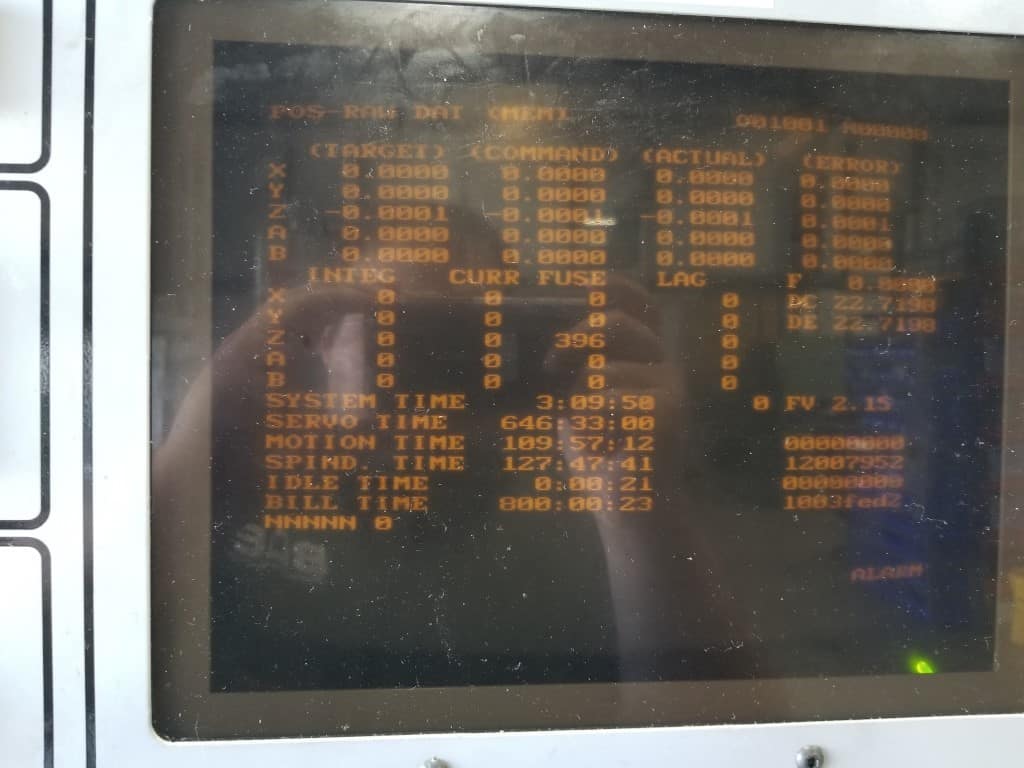 POS-RAW DAT (MEM) O01001 N00000
(TARGET) (COMMAND) (ACTUAL) (ERROR)
X 0.0000 0.0000 0.0000 0.0000
Y 0.0000 0.0000 0.0000 0.0000
Z -0.0001 -0.0001 -0.0001 0.0001
A 0.0000 0.0000 0.0000 0.0000
B 0.0000 0.0000 0.0000 0.0000
INTEG CURR FUSE LAG F 0.0000
X 0 0 0 0 DC 22.7198
Y 0 0 0 0 DE 22.7198
Z 0 0 396 0
A 0 0 0 0
B 0 0 0 0
SYSTEM TIME 3:09:50 0 FV 2.15
SERVO TIME 646:33:00
MOTION TIME 109:57:12 00000000
SPIND. TIME 127:47:41 12007952
IDLE TIME 0:00:21 00000000
BILL TIME 800:00:23 1003fed2
NNNNNN 0
ALARM